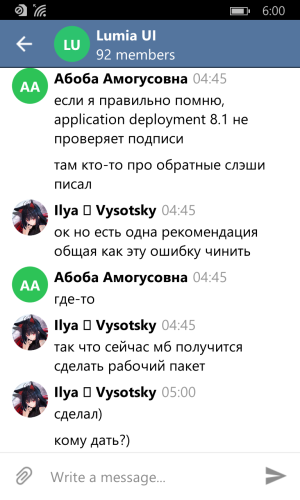 6:00
LU
Lumia UI
92 members
АА
Абоба Амогусовна 04:45
если я правильно помню,
application deployment 8.1 не
проверяет подписи
там кто-то про обратные слэши
писал
Ilya ▯ Vysotsky 04:45
ок но есть одна рекомендация
общая как эту ошибку чинить
АА
Абоба Амогусовна 04:45
где-то
Ilya ▯ Vysotsky 04:45
так что сейчас мб получится
сделать рабочий пакет
Ilya ▯ Vysotsky 05:00
сделал)
кому дать?)
Write a message...